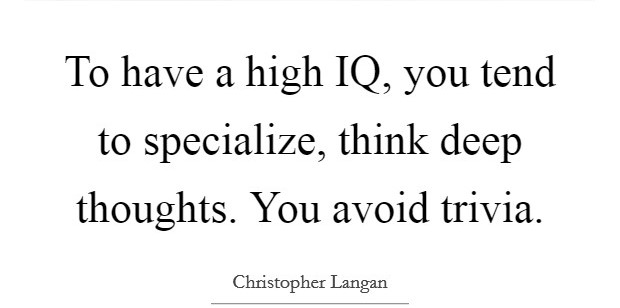 To have a high IQ, you tend
to specialize, think deep
thoughts. You avoid trivia.
Christopher Langan